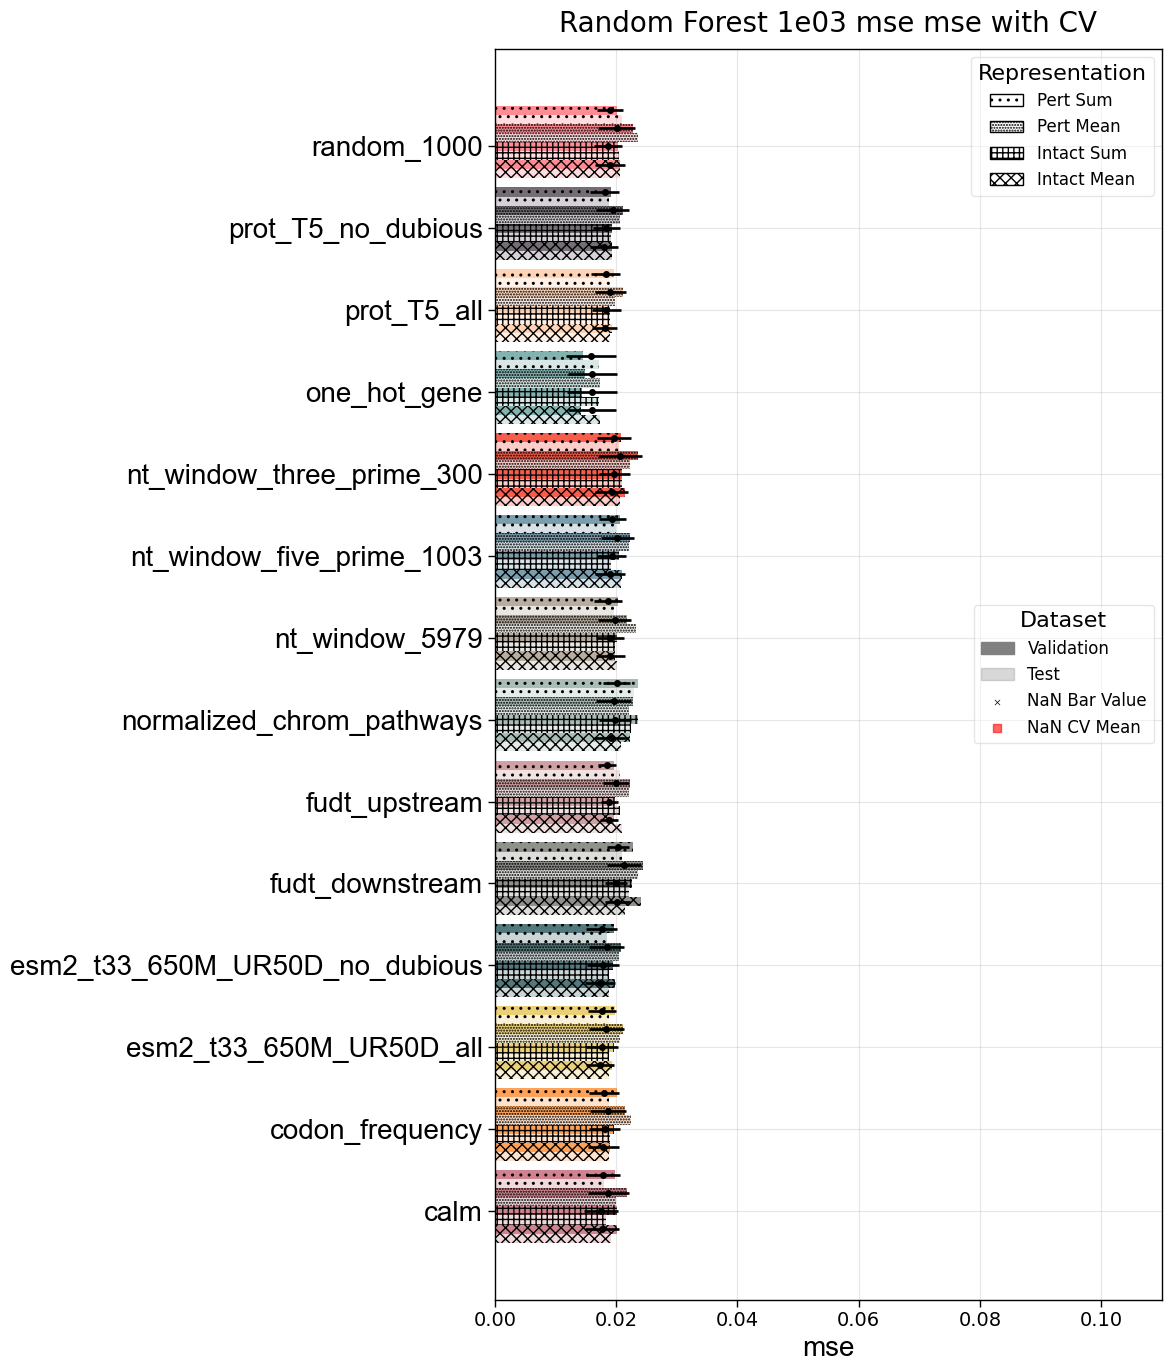 Random Forest 1e03 mse mse with CV
Representation
Pert Sum
Pert Mean
Intact Sum
Intact Mean
random_1000
prot_T5_no_dubious
prot_T5_all
one_hot_gene
nt_window_three_prime_300
nt_window_five_prime_1003
nt_window_5979
normalized_chrom_pathways
fudt_upstream
fudt_downstream
esm2_t33_650M_UR50D_no_dubious
esm2_t33_650M_UR50D_all
codon_frequency
calm
Dataset
Validation
Test
NaN Bar Value
NaN CV Mean
0.00 0.02 0.04 0.06 0.08 0.10
mse